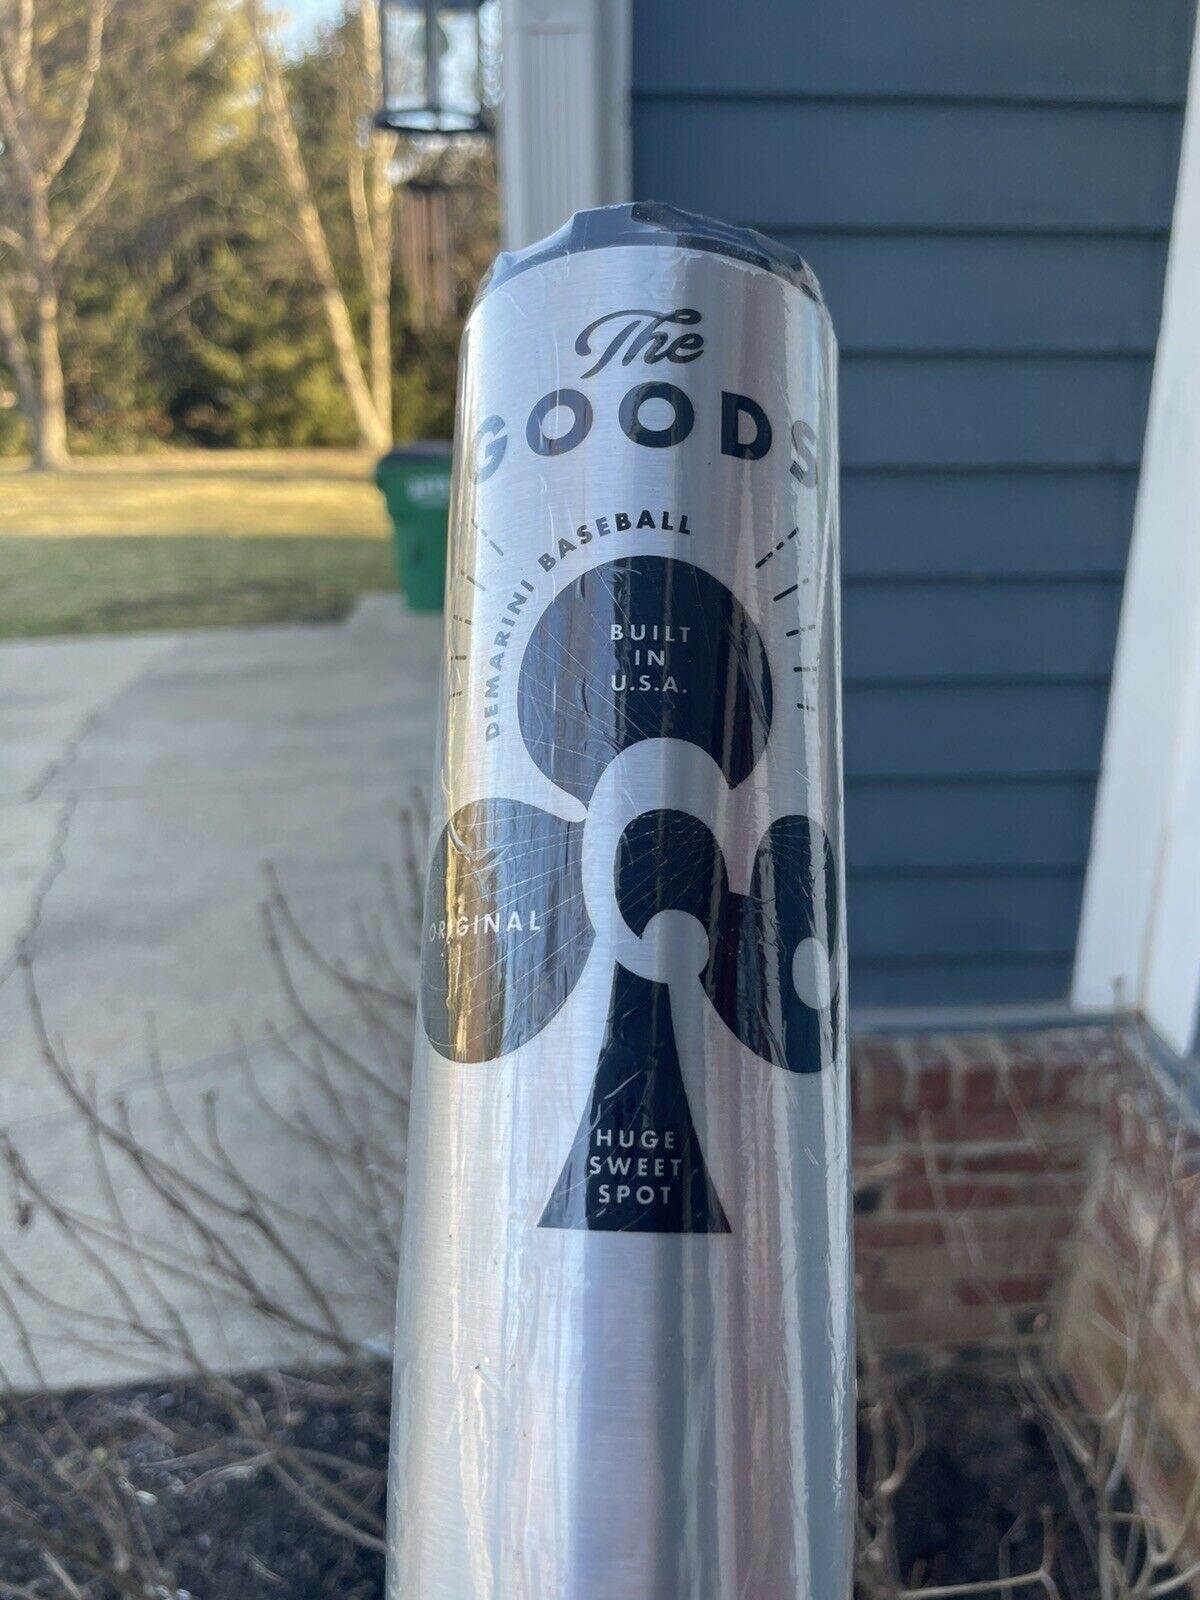 The
GOODS
DEMARINI BASEBALL
BUILT
IN
U.S.A.
ORIGINAL
HUGE
SWEET
SPOT